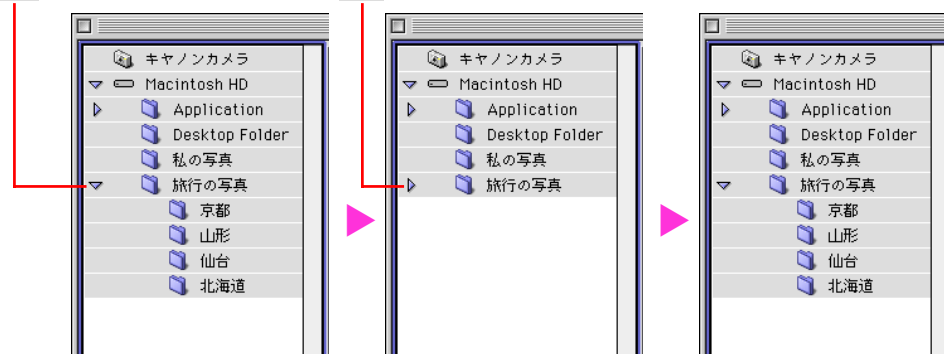 キヤノンカメラ
Macintosh HD
Application
Desktop Folder
私の写真
旅行の写真
京都
山形
仙台
北海道
キヤノンカメラ
Macintosh HD
Application
Desktop Folder
私の写真
旅行の写真
キヤノンカメラ
Macintosh HD
Application
Desktop Folder
私の写真
旅行の写真
京都
山形
仙台
北海道